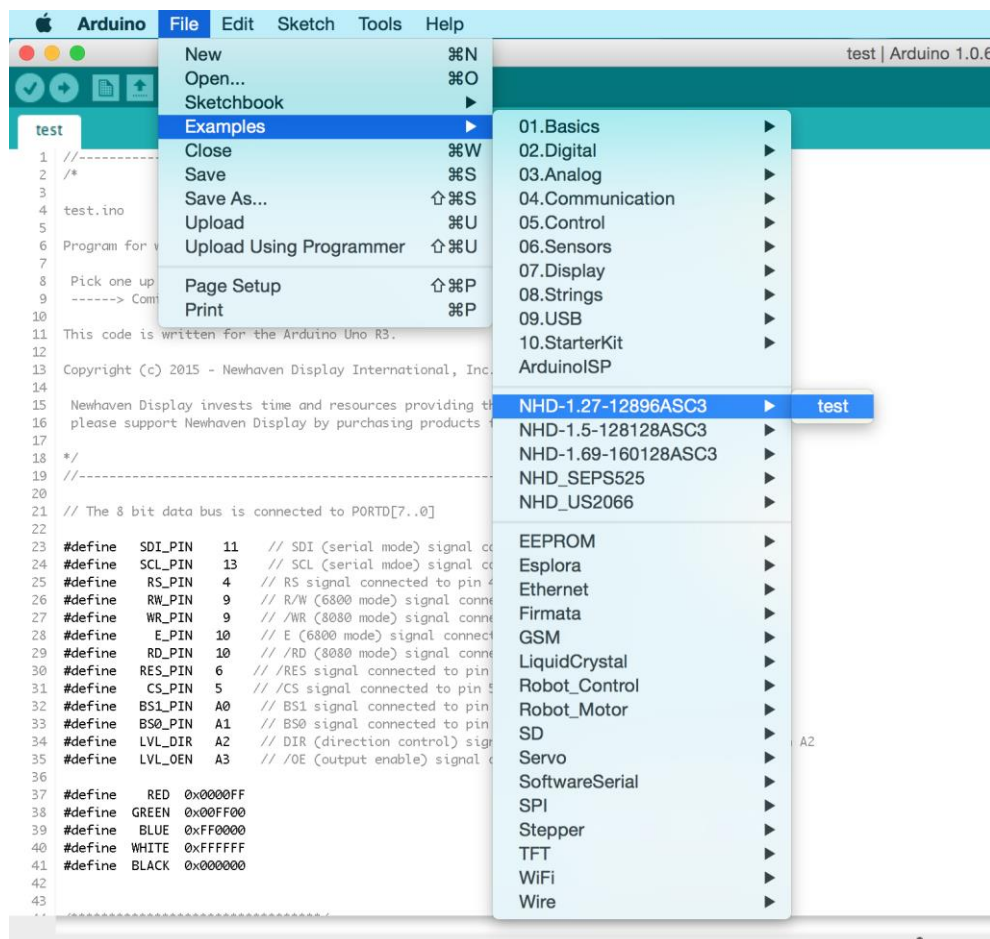 Arduino File Edit Sketch Tools Help
test | Arduino 1.0.6
New ⌘N
Open... ⌘O
Sketchbook ▶
Examples ▶
Close ⌘W
Save ⌘S
Save As... ⇧⌘S
Upload ⌘U
Upload Using Programmer ⇧⌘U
Page Setup ⇧⌘P
Print ⌘P
01.Basics ▶
02.Digital ▶
03.Analog ▶
04.Communication ▶
05.Control ▶
06.Sensors ▶
07.Display ▶
08.Strings ▶
09.USB ▶
10.StarterKit ▶
ArduinoISP
NHD-1.27-12896ASC3 ▶ test
NHD-1.5-128128ASC3 ▶
NHD-1.69-160128ASC3 ▶
NHD_SEPS525 ▶
NHD_US2066 ▶
EEPROM ▶
Esplora ▶
Ethernet ▶
Firmata ▶
GSM ▶
LiquidCrystal ▶
Robot_Control ▶
Robot_Motor ▶
SD ▶
Servo ▶
SoftwareSerial ▶
SPI ▶
Stepper ▶
TFT ▶
WiFi ▶
Wire ▶
test
1 //-----------
2 /*
3
4 test.ino
5
6 Program for
7
8 Pick one up
9 ------>
10
11 This code is written for the Arduino Uno R3.
12
13 Copyright (c) 2015 - Newhaven Display International, Inc.
14
15 Newhaven Display invests time and resources providing
16 please support Newhaven Display by purchasing products
17
18 */
19 //-----------------------------------------------------------
20
21 // The 8 bit data bus is connected to PORTD[7..0]
22
23 #define SDI_PIN 11 // SDI (serial mode) signal
24 #define SCL_PIN 13 // SCL (serial mdoe) signal
25 #define RS_PIN 4 // RS signal connected to pin 4
26 #define RW_PIN 9 // R/W (6800 mode) signal
27 #define WR_PIN 9 // /WR (8080 mode) signal
28 #define E_PIN 10 // E (6800 mode) signal
29 #define RD_PIN 10 // /RD (8080 mode) signal
30 #define RES_PIN 6 // /RES signal connected to pin
31 #define CS_PIN 5 // /CS signal connected to pin 5
32 #define BS1_PIN A0 // BS1 signal connected to pin
33 #define BS0_PIN A1 // BS0 signal connected to pin
34 #define LVL_DIR A2 // DIR (direction control) A2
35 #define LVL_OEN A3 // /OE (output enable) signal
36
37 #define RED 0x0000FF
38 #define GREEN 0x00FF00
39 #define BLUE 0xFF0000
40 #define WHITE 0xFFFFFF
41 #define BLACK 0x000000
42
43